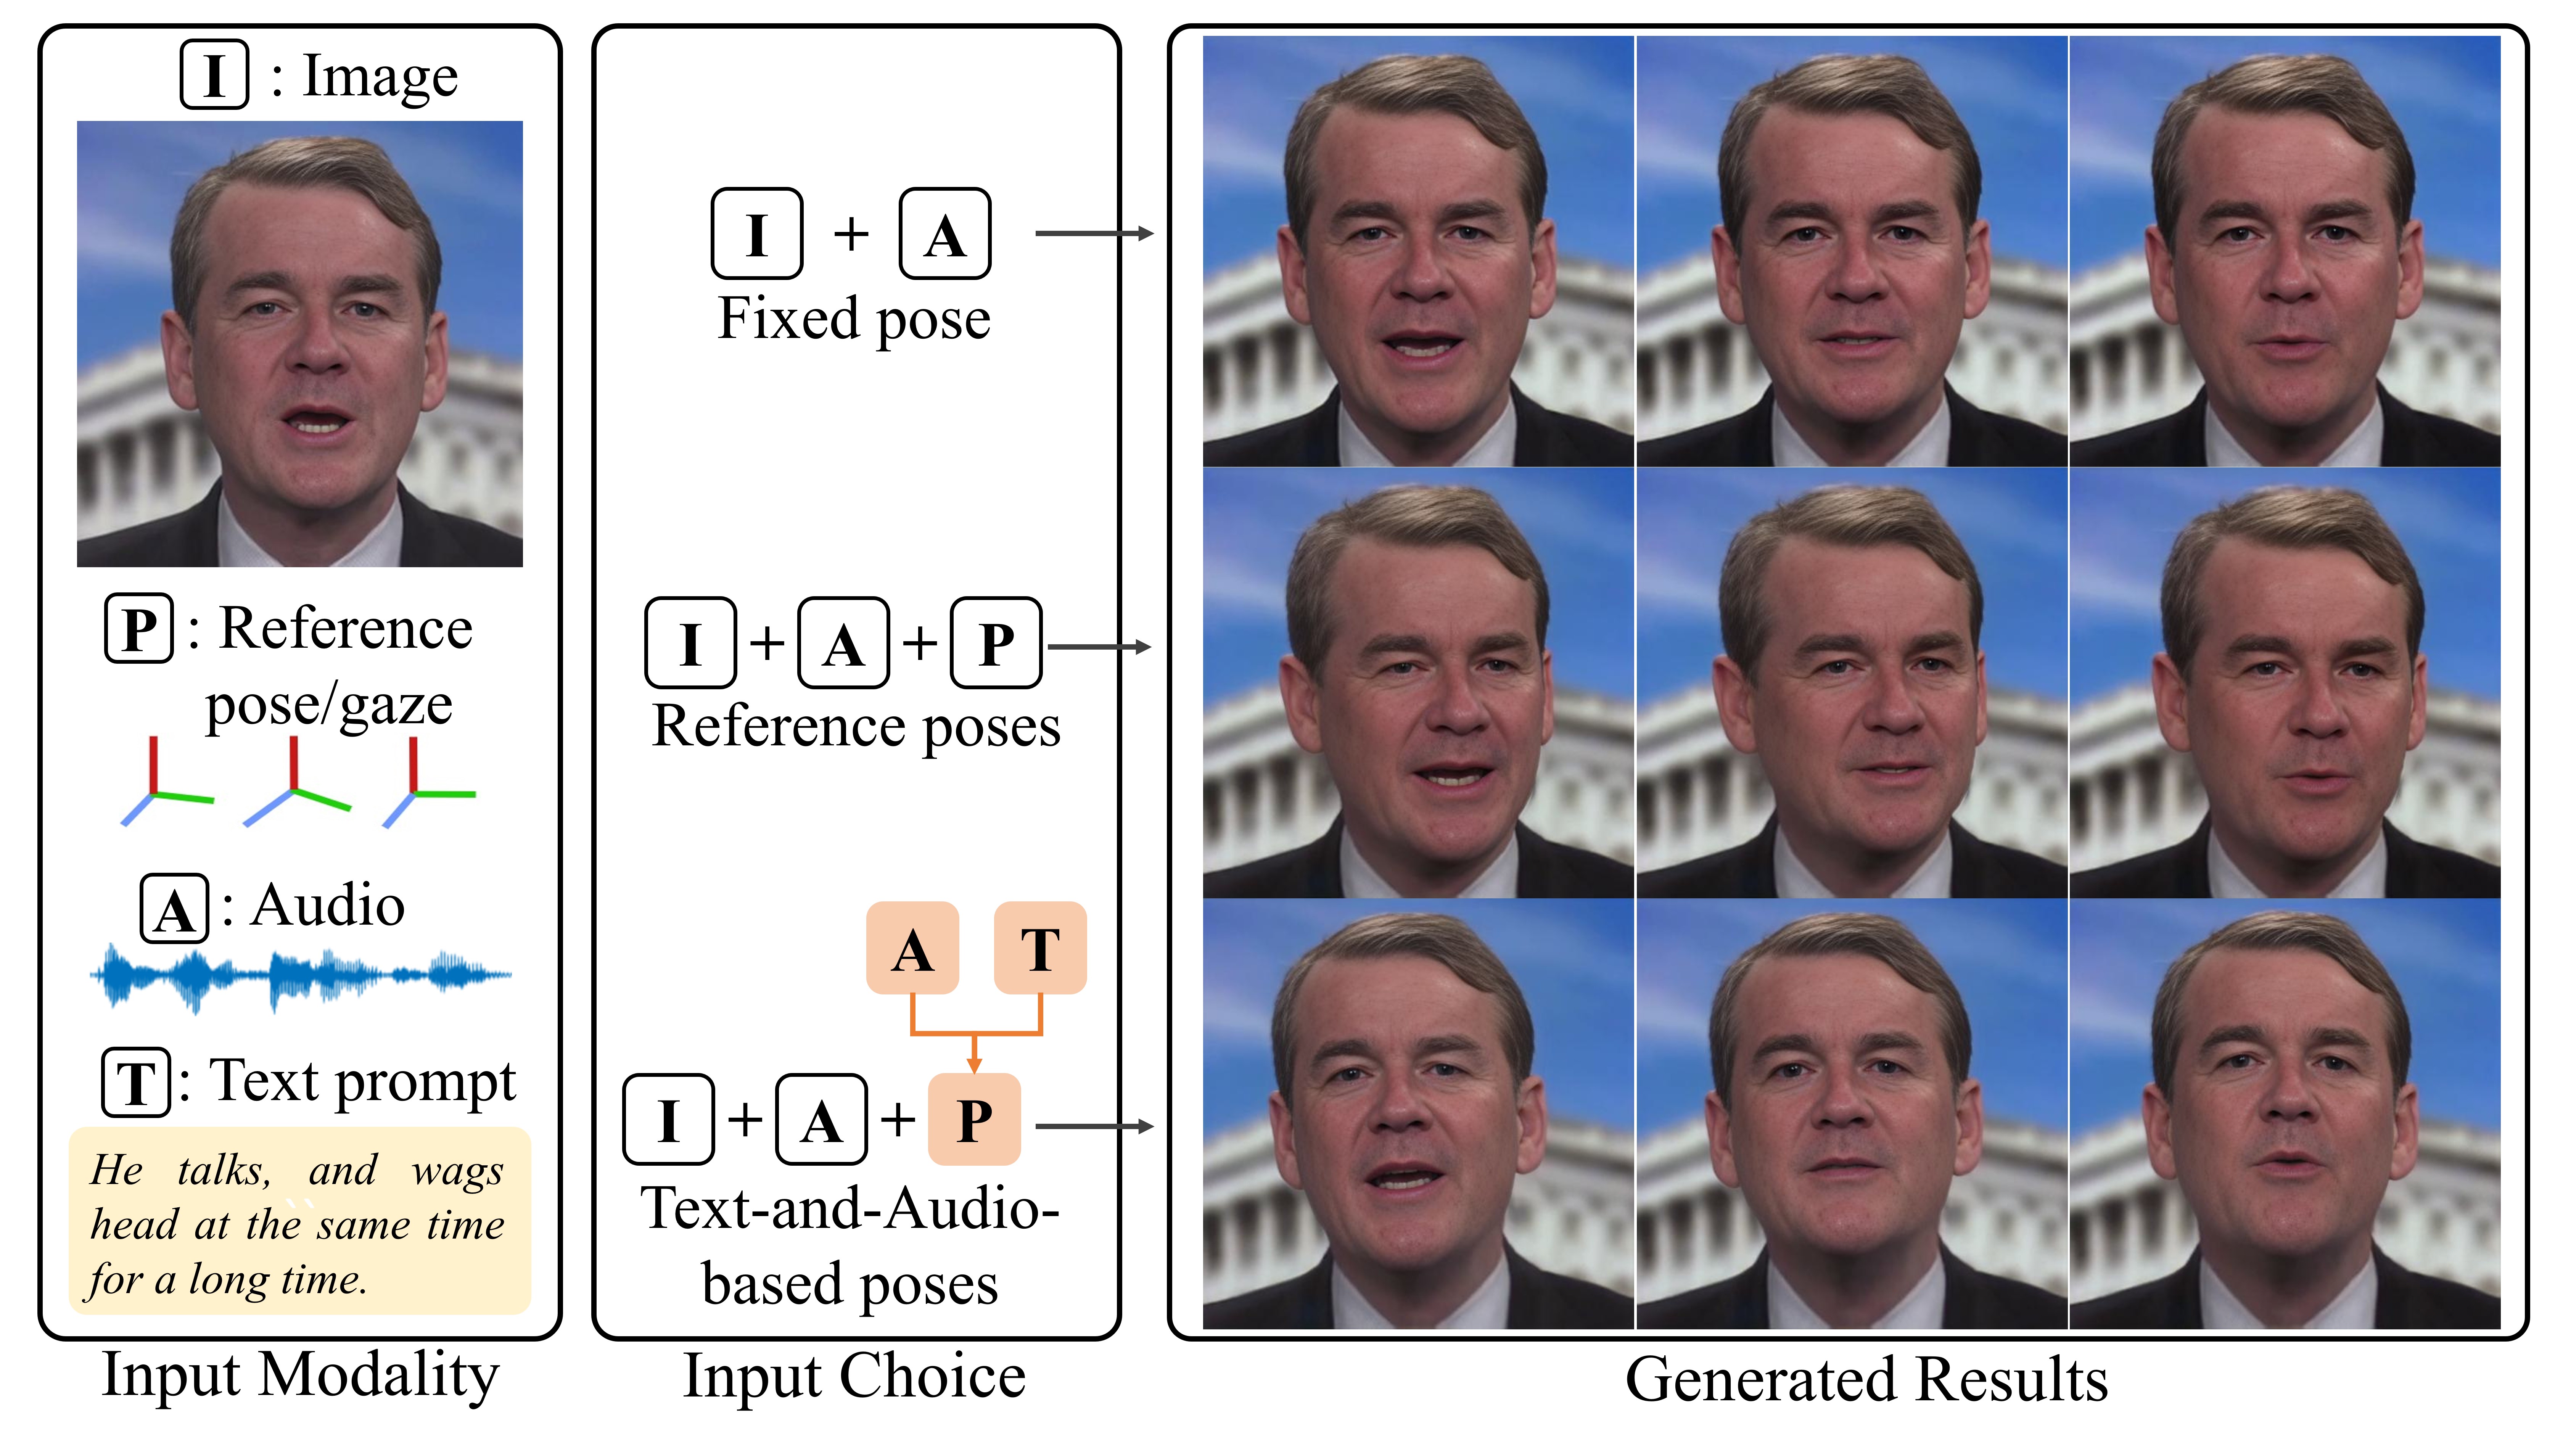 I : Image
P : Reference
pose/gaze
A : Audio
T : Text prompt
He talks, and wags
head at the same time
for a long time.
Input Modality
I + A
Fixed pose
I + A + P
Reference poses
A T
I + A + P
Text-and-Audio-
based poses
Input Choice
Generated Results